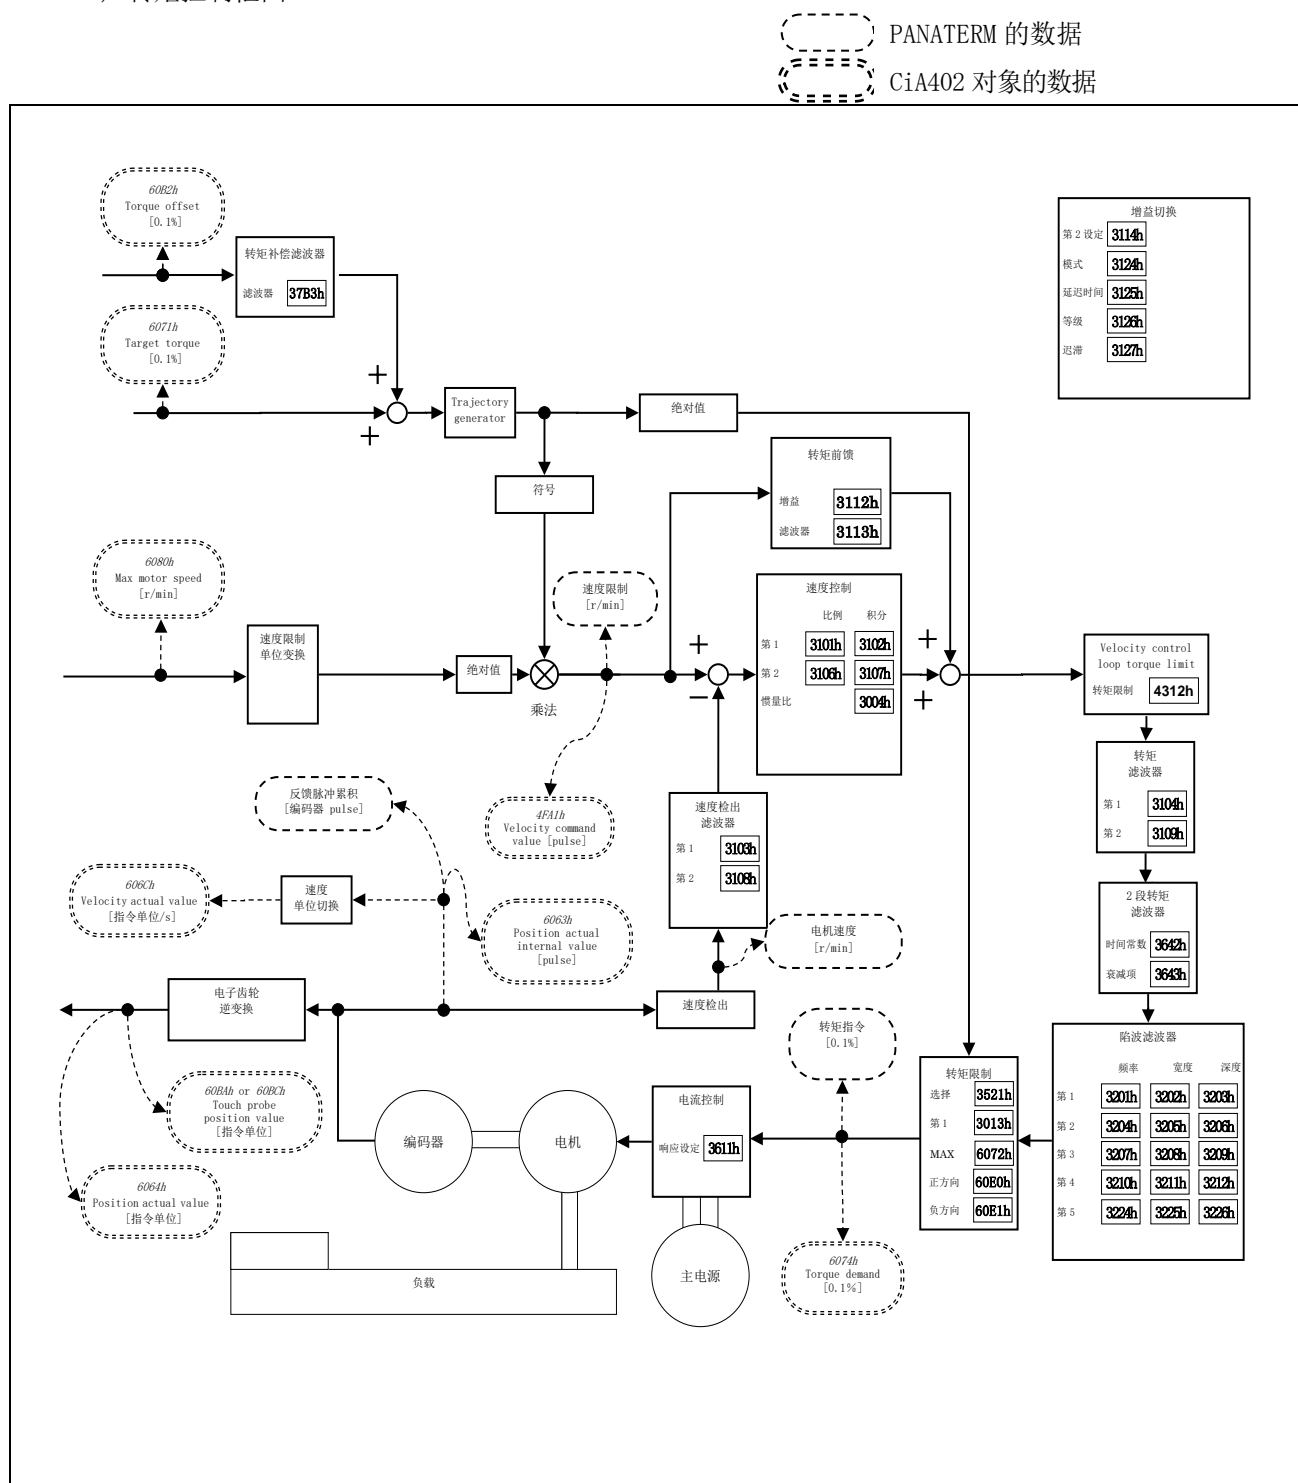 PANATERM 的数据
CiA402 对象的数据
60B2h
Torque offset
[0.1%]
转矩补偿滤波器
滤波器 37B3h
增益切换
第 2 设定 3114h
模式 3124h
延迟时间 3125h
等级 3126h
迟滞 3127h
6071h
Target torque
[0.1%]
+
+
Trajectory
generator
绝对值
符号
转矩前馈
增益 3112h
滤波器 3113h
6080h
Max motor speed
[r/min]
速度限制
单位变换
绝对值
乘法
速度限制
[r/min]
+
−
速度控制
比例 积分
第 1 3101h 3102h
第 2 3106h 3107h
惯量比 3004h
+
+
Velocity control
loop torque limit
转矩限制 4312h
转矩
滤波器
第 1 3104h
第 2 3109h
反馈脉冲累积
[编码器 pulse]
4FA1h
Velocity command
value [pulse]
速度检出
滤波器
第 1 3103h
第 2 3108h
606Ch
Velocity actual value
[指令单位/s]
速度
单位切换
6063h
Position actual
internal value
[pulse]
电机速度
[r/min]
2 段转矩
滤波器
时间常数 3642h
衰减项 3643h
电子齿轮
逆变换
速度检出
转矩指令
[0.1%]
陷波滤波器
频率 宽度 深度
第 1 3201h 3202h 3203h
第 2 3204h 3205h 3206h
第 3 3207h 3208h 3209h
第 4 3210h 3211h 3212h
第 5 3224h 3225h 3226h
转矩限制
选择 3521h
第 1 3013h
MAX 6072h
正方向 60E0h
负方向 60E1h
60BAh or 60BCh
Touch probe
position value
[指令单位]
编码器
电机
电流控制
响应设定 3611h
6064h
Position actual value
[指令单位]
负载
主电源
6074h
Torque demand
[0.1%]